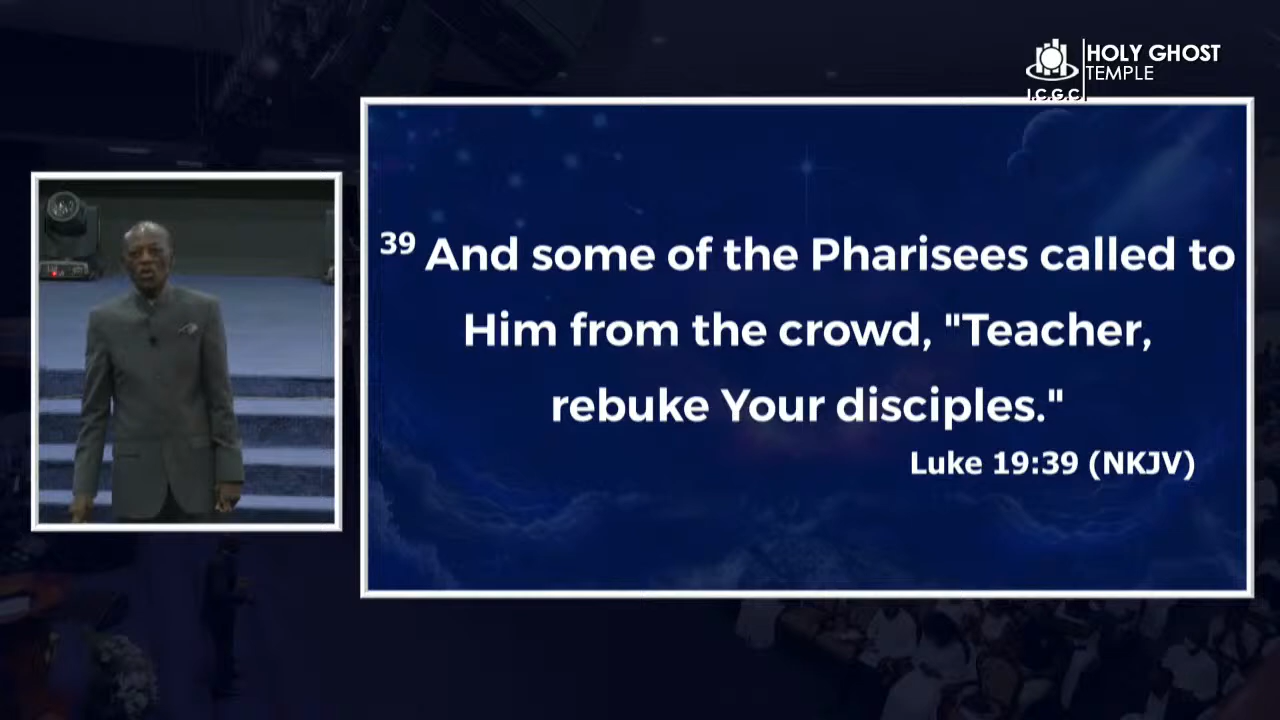 HOLY GHOST
TEMPLE
I.C.G.C
39 And some of the Pharisees called to
Him from the crowd, "Teacher,
rebuke Your disciples."
Luke 19:39 (NKJV)